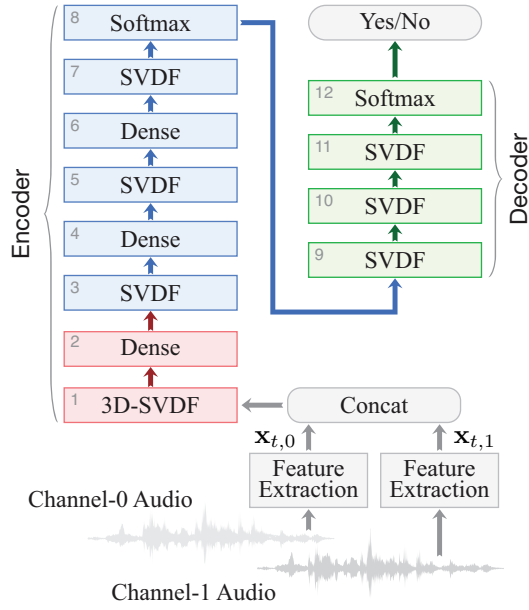 8 Softmax
7 SVDF
6 Dense
5 SVDF
4 Dense
3 SVDF
2 Dense
1 3D-SVDF
Encoder
Yes/No
12 Softmax
11 SVDF
10 SVDF
9 SVDF
Decoder
Concat
x_{t,0}
x_{t,1}
Feature
Extraction
Feature
Extraction
Channel-0 Audio
Channel-1 Audio